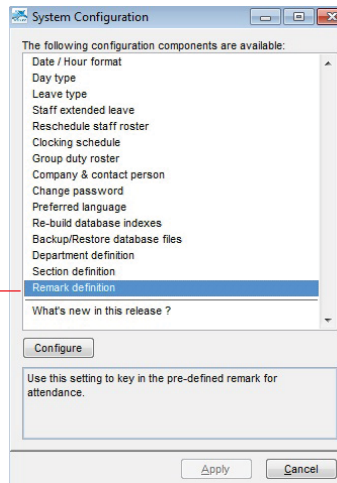 System Configuration
The following configuration components are available:
Date / Hour format
Day type
Leave type
Staff extended leave
Reschedule staff roster
Clocking schedule
Group duty roster
Company & contact person
Change password
Preferred language
Re-build database indexes
Backup/Restore database files
Department definition
Section definition
Remark definition
What's new in this release ?
Configure
Use this setting to key in the pre-defined remark for
attendance.
Apply
Cancel